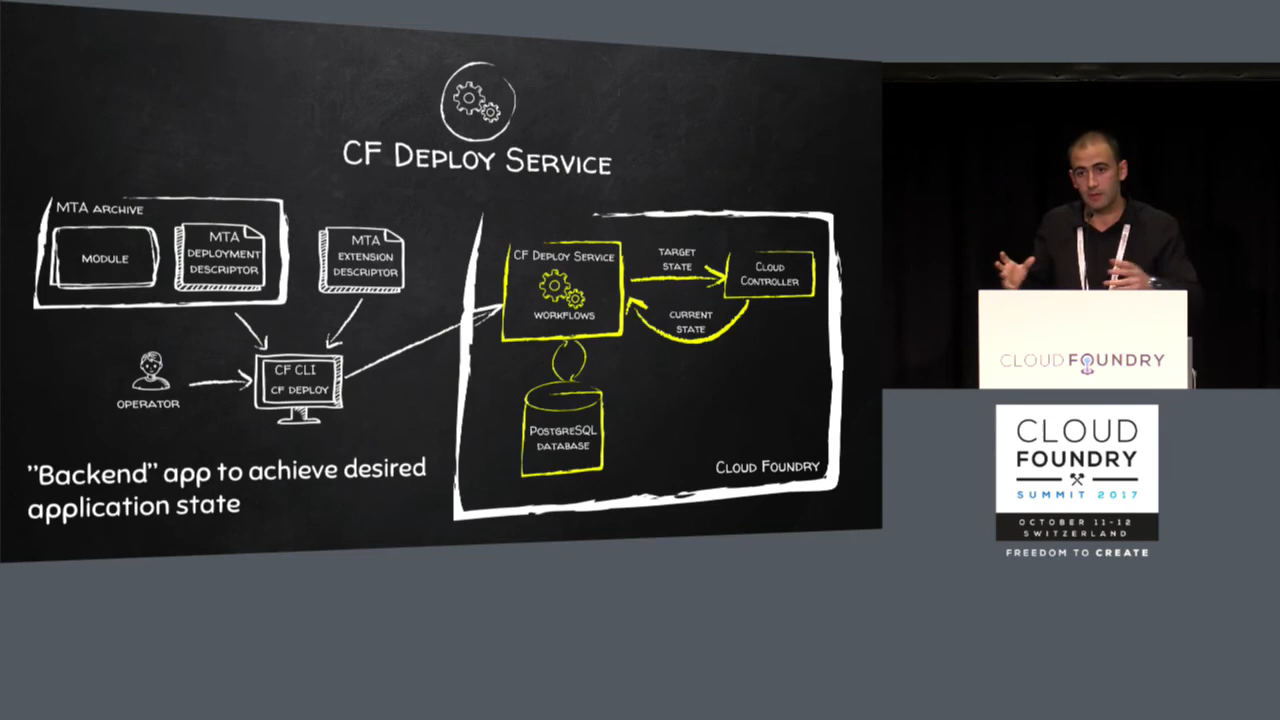 CF DEPLOY SERVICE
MTA ARCHIVE
MODULE
MTA
DEPLOYMENT
DESCRIPTOR
MTA
EXTENSION
DESCRIPTOR
OPERATOR
CF CLI
CF DEPLOY
CF DEPLOY SERVICE
WORKFLOWS
TARGET
STATE
CURRENT
STATE
CLOUD
CONTROLLER
POSTGRESQL
DATABASE
CLOUD FOUNDRY
"Backend" app to achieve desired
application state
CLOUDFOUNDRY
CLOUD
FOUNDRY
SUMMIT 2017
OCTOBER 11-12
SWITZERLAND
FREEDOM TO CREATE